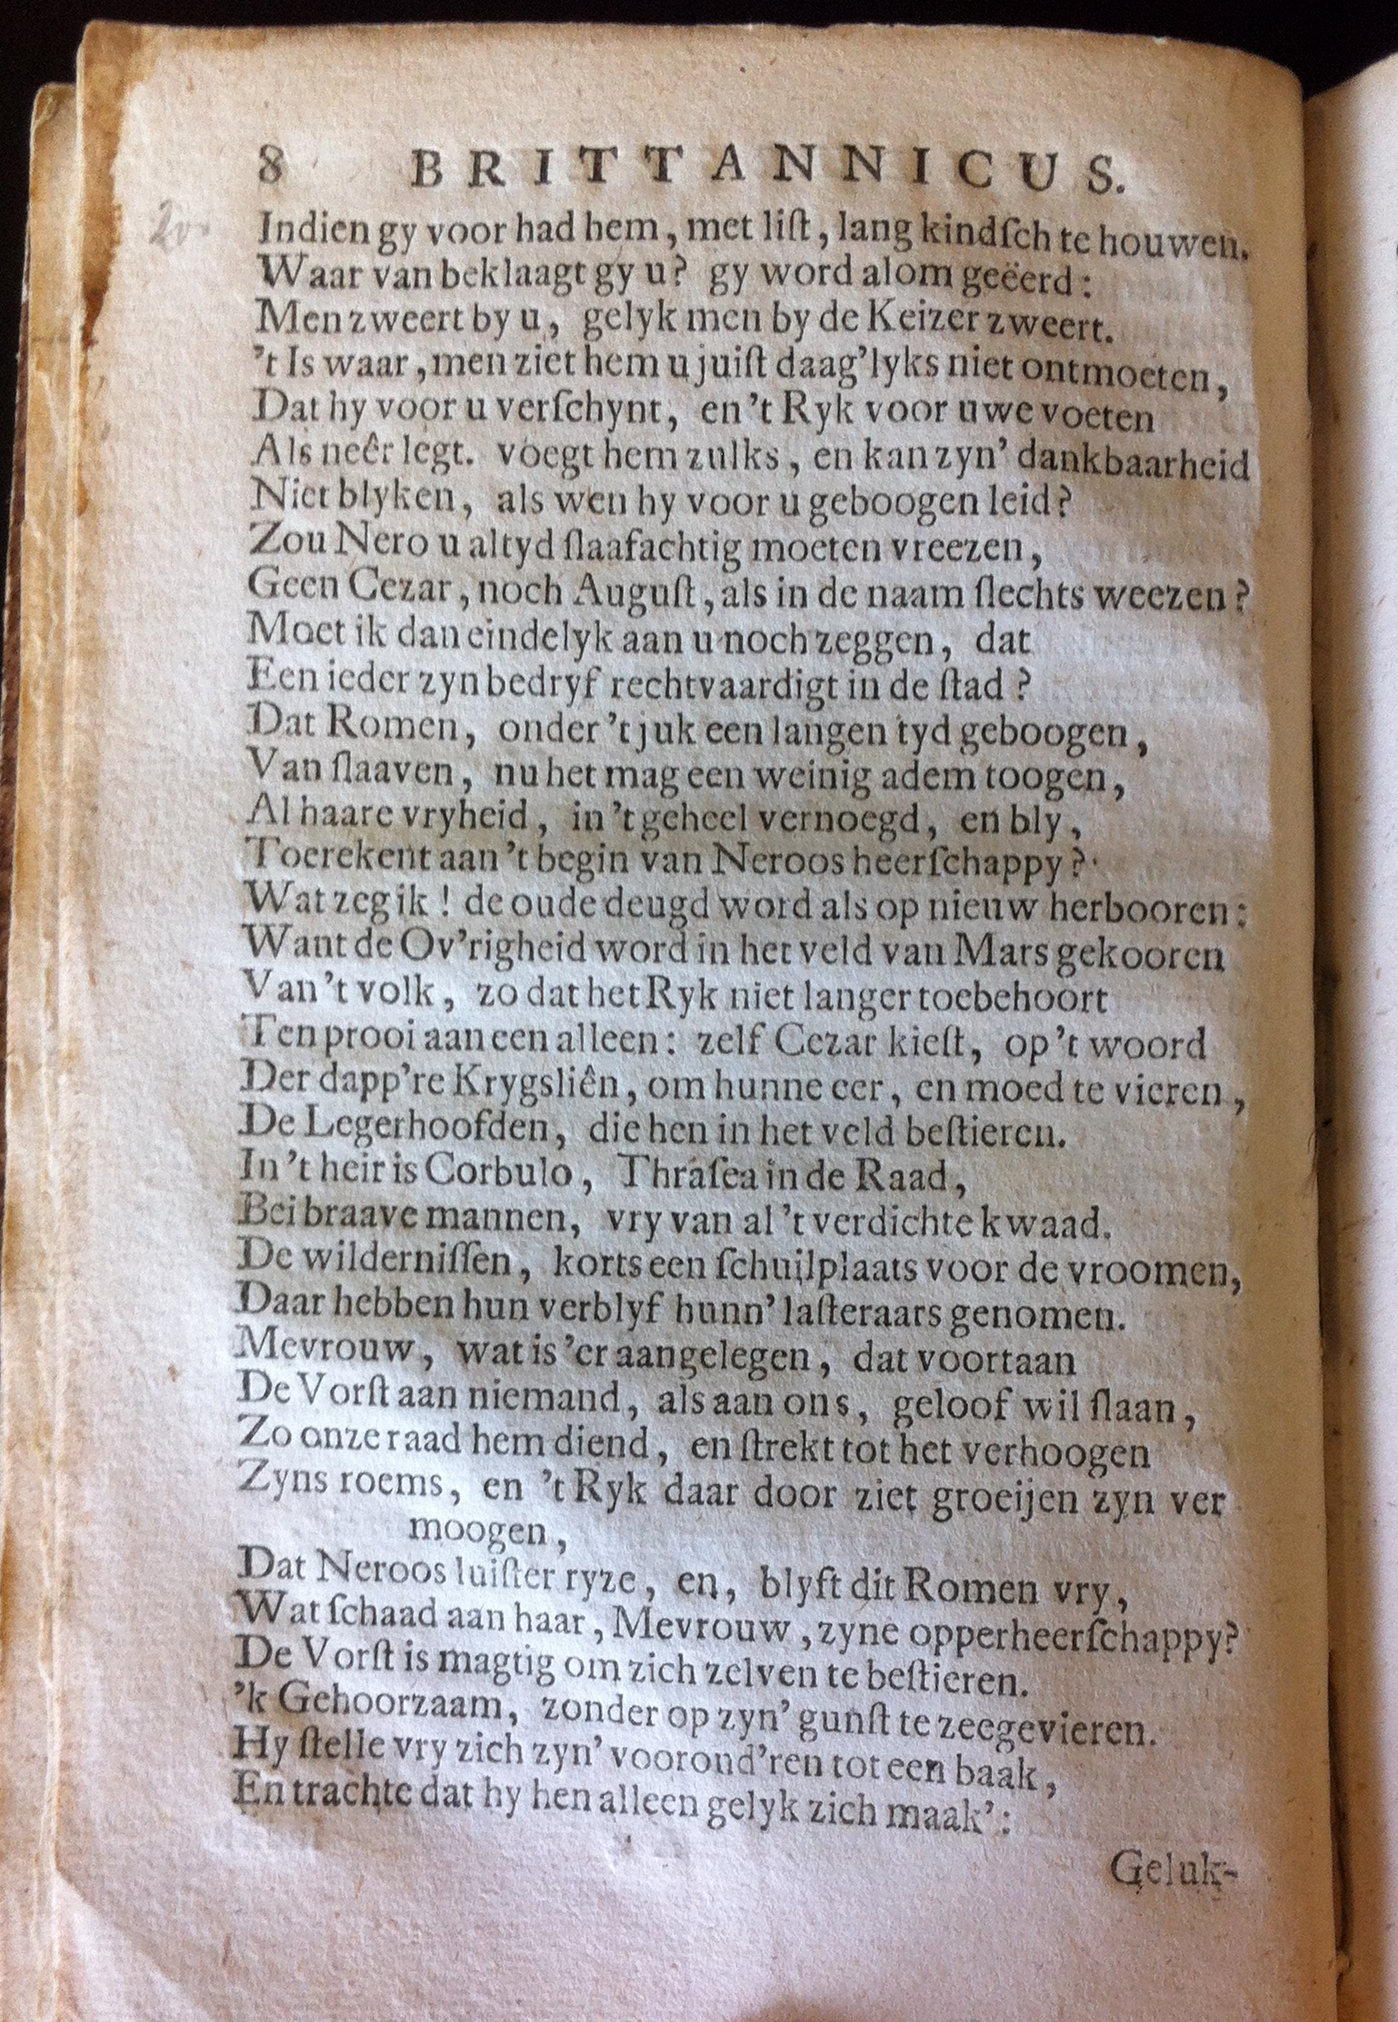 8 BRITTANNICUS.
200
Indien gy voor had hem, met liſt, lang kindſch te houwen.
Waar van beklaagt gy u? gy word alom geëerd:
Men zweert by u, gelyk men by de Keizer zweert.
't Is waar, men ziet hem u juiſt daag'lyks niet ontmoeten,
Dat hy voor u verſchynt, en 't Ryk voor uwe voeten
Als neêr legt. voegt hem zulks, en kan zyn' dankbaarheid
Niet blyken, als wen hy voor u geboogen leid?
Zou Nero u altyd ſlaafachtig moeten vreezen,
Geen Cezar, noch Auguſt, als in de naam ſlechts weezen?
Moet ik dan eindelyk aan u noch zeggen, dat
Een ieder zyn bedryf rechtvaardigt in de ſtad?
Dat Romen, onder 't juk een langen tyd geboogen,
Van ſlaaven, nu het mag een weinig adem toogen,
Al haare vryheid, in 't geheel vernoegd, en bly,
Toerekent aan 't begin van Neroos heerſchappy?
Wat zeg ik! de oude deugd word als op nieuw herbooren:
Want de Ov'righeid word in het veld van Mars gekooren
Van 't volk, zo dat het Ryk niet langer toebehoort
Ten prooi aan een alleen: zelf Cezar kieſt, op 't woord
Der dapp're Krygsliên, om hunne eer, en moed te vieren,
De Legerhoofden, die hen in het veld beſtieren.
In 't heir is Corbulo, Thraſea in de Raad,
Bei braave mannen, vry van al 't verdichte kwaad.
De wilderniſſen, korts een ſchuilplaats voor de vroomen,
Daar hebben hun verblyf hunn' laſteraars genomen.
Mevrouw, wat is 'er aangelegen, dat voortaan
De Vorſt aan niemand, als aan ons, geloof wil ſlaan,
Zo onze raad hem diend, en ſtrekt tot het verhoogen
Zyns roems, en 't Ryk daar door ziet groeijen zyn ver
moogen,
Dat Neroos luiſter ryze, en, blyft dit Romen vry,
Wat ſchaad aan haar, Mevrouw, zyne opperheerſchappy?
De Vorſt is magtig om zich zelven te beſtieren.
'k Gehoorzaam, zonder op zyn' gunſt te zeegevieren.
Hy ſtelle vry zich zyn' voorond'ren tot een baak,
En trachte dat hy hen alleen gelyk zich maak':
Geluk-